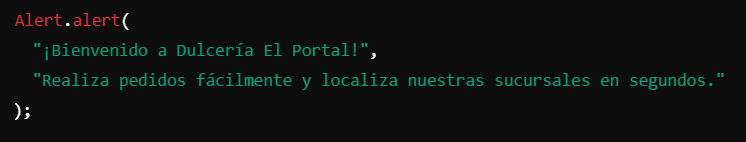 Alert.alert(
"¡Bienvenido a Dulcería El Portal!",
"Realiza pedidos fácilmente y localiza nuestras sucursales en segundos."
);